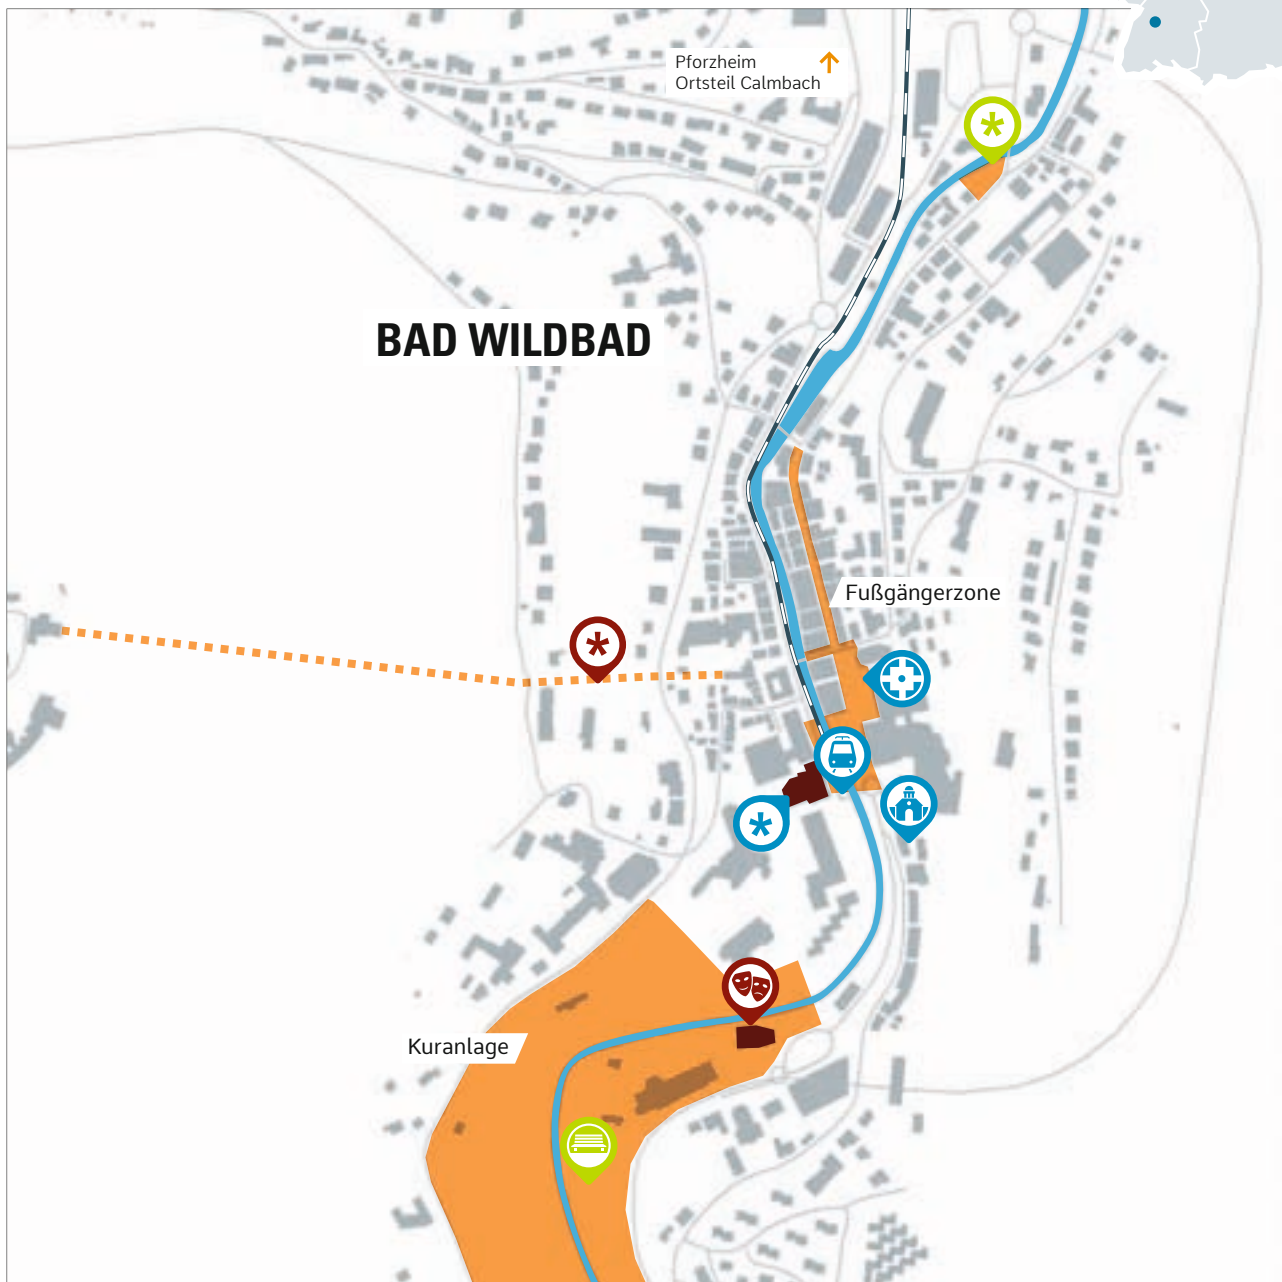 Pforzheim
Ortsteil Calmbach
BAD WILDBAD
Fußgängerzone
Kuranlage